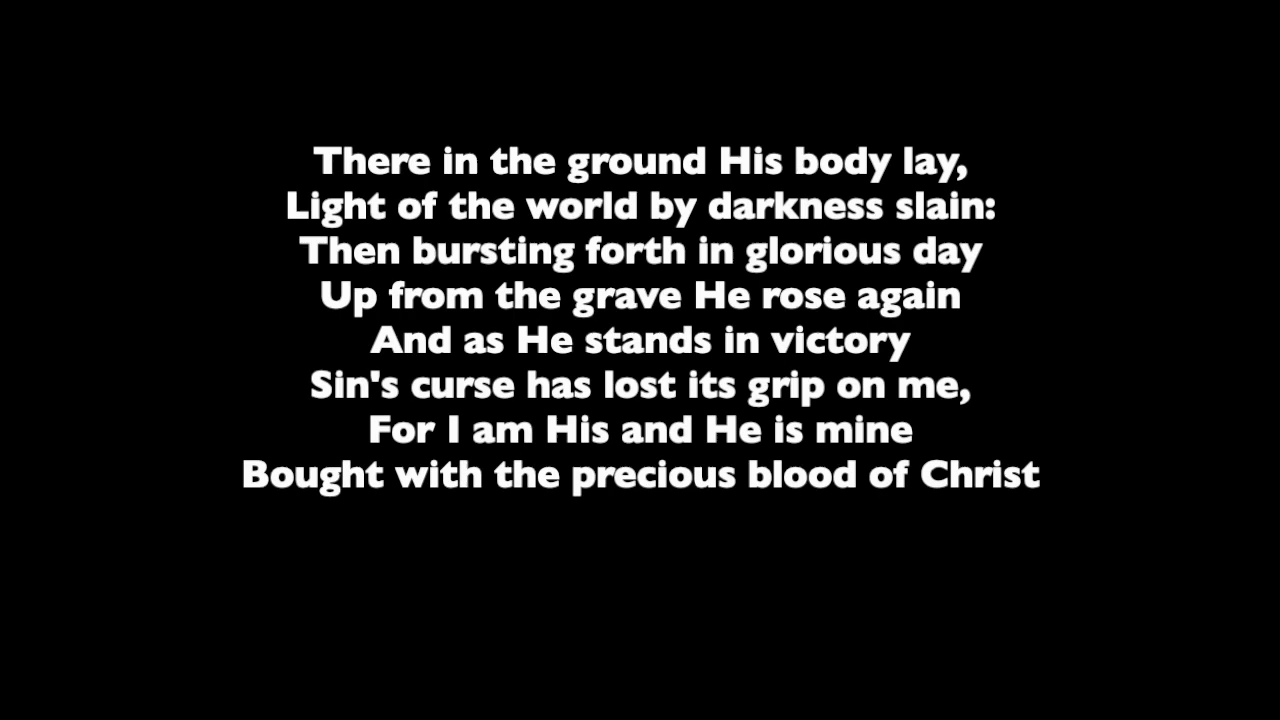 There in the ground His body lay,
Light of the world by darkness slain:
Then bursting forth in glorious day
Up from the grave He rose again
And as He stands in victory
Sin's curse has lost its grip on me,
For I am His and He is mine
Bought with the precious blood of Christ